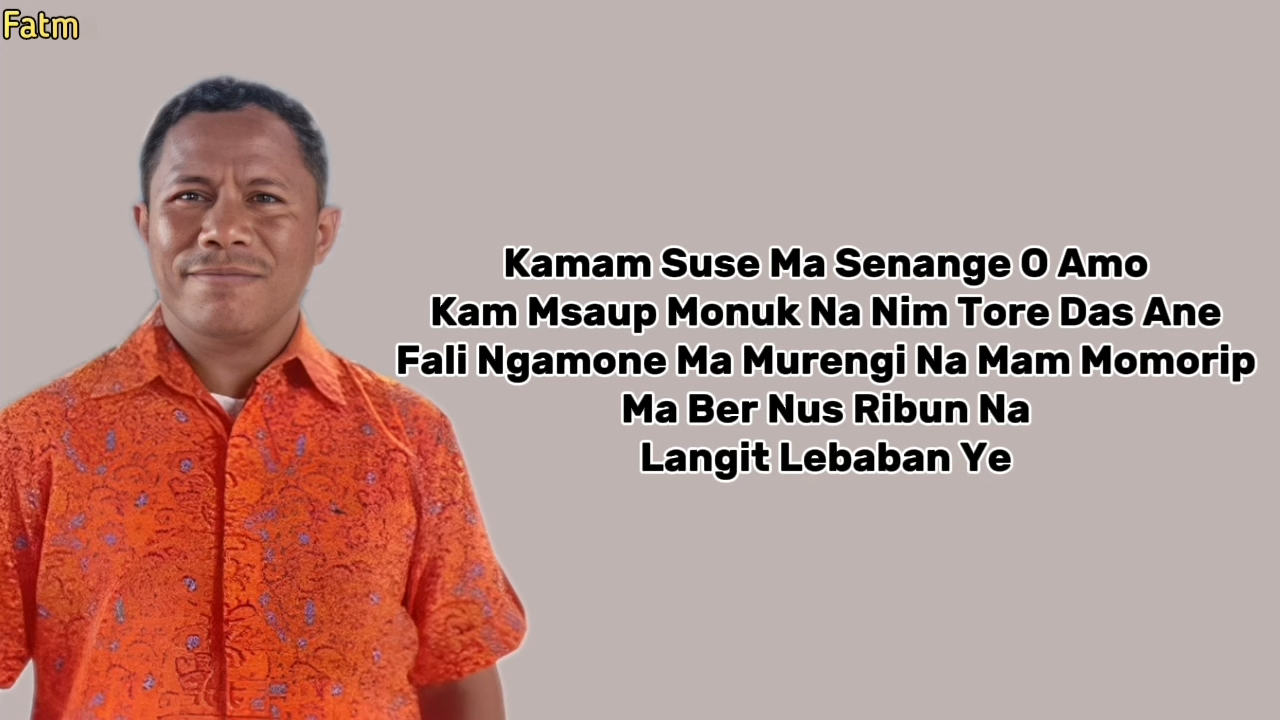 Fatm
Kamam Suse Ma Senange O Amo
Kam Msaup Monuk Na Nim Tore Das Ane
Fali Ngamone Ma Murengi Na Mam Momorip
Ma Ber Nus Ribun Na
Langit Lebaban Ye